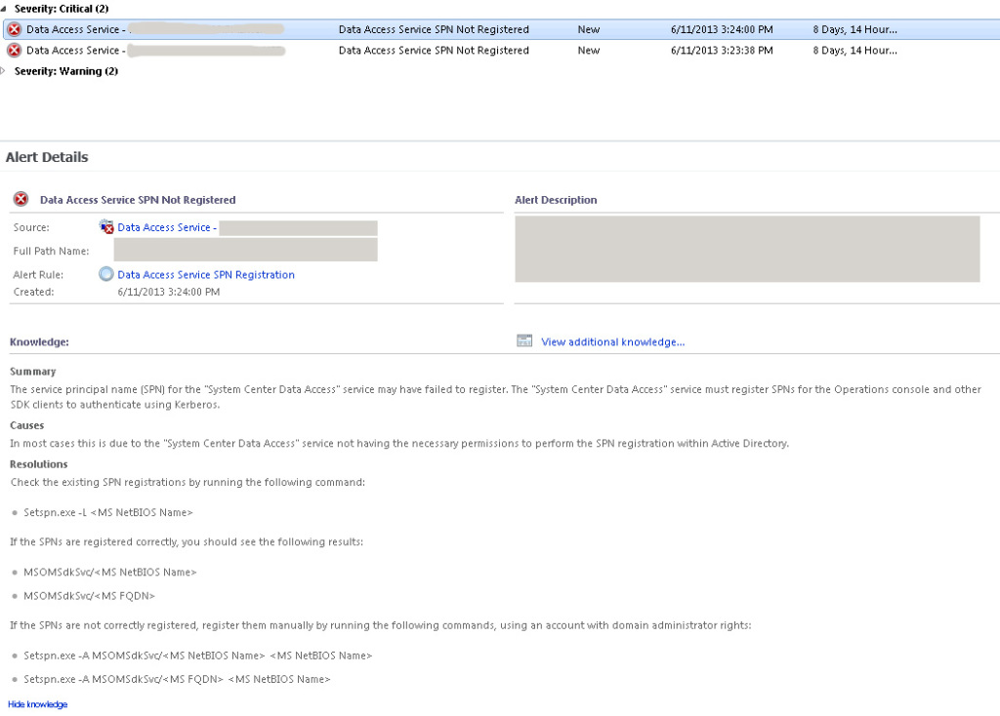 Severity: Critical (2)
Data Access Service - Data Access Service SPN Not Registered New 6/11/2013 3:24:00 PM 8 Days, 14 Hour...
Data Access Service - Data Access Service SPN Not Registered New 6/11/2013 3:23:38 PM 8 Days, 14 Hour...
Severity: Warning (2)
Alert Details
Data Access Service SPN Not Registered
Alert Description
Source: Data Access Service -
Full Path Name:
Alert Rule: Data Access Service SPN Registration
Created: 6/11/2013 3:24:00 PM
Knowledge:
View additional knowledge...
Summary
The service principal name (SPN) for the "System Center Data Access" service may have failed to register. The "System Center Data Access" service must register SPNs for the Operations console and other
SDK clients to authenticate using Kerberos.
Causes
In most cases this is due to the "System Center Data Access" service not having the necessary permissions to perform the SPN registration within Active Directory.
Resolutions
Check the existing SPN registrations by running the following command:
Setspn.exe -L <MS NetBIOS Name>
If the SPNs are registered correctly, you should see the following results:
MSOMSdkSvc/<MS NetBIOS Name>
MSOMSdkSvc/<MS FQDN>
If the SPNs are not correctly registered, register them manually by running the following commands, using an account with domain administrator rights:
Setspn.exe -A MSOMSdkSvc/<MS NetBIOS Name> <MS NetBIOS Name>
Setspn.exe -A MSOMSdkSvc/<MS FQDN> <MS NetBIOS Name>
Hide knowledge